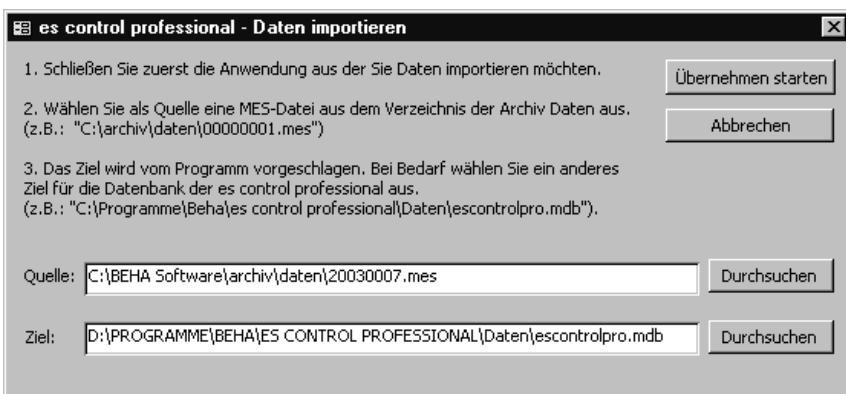 es control professional - Daten importieren
1. Schließen Sie zuerst die Anwendung aus der Sie Daten importieren möchten.
Übernehmen starten
2. Wählen Sie als Quelle eine MES-Datei aus dem Verzeichnis der Archiv Daten aus.
(z.B.: "C:\archiv\daten\00000001.mes")
Abbrechen
3. Das Ziel wird vom Programm vorgeschlagen. Bei Bedarf wählen Sie ein anderes
Ziel für die Datenbank der es control professional aus.
(z.B.: "C:\Programme\Beha\es control professional\Daten\escontrolpro.mdb").
Quelle: C:\BEHA Software\archiv\daten\20030007.mes Durchsuchen
Ziel: D:\PROGRAMME\BEHA\ES CONTROL PROFESSIONAL\Daten\escontrolpro.mdb Durchsuchen